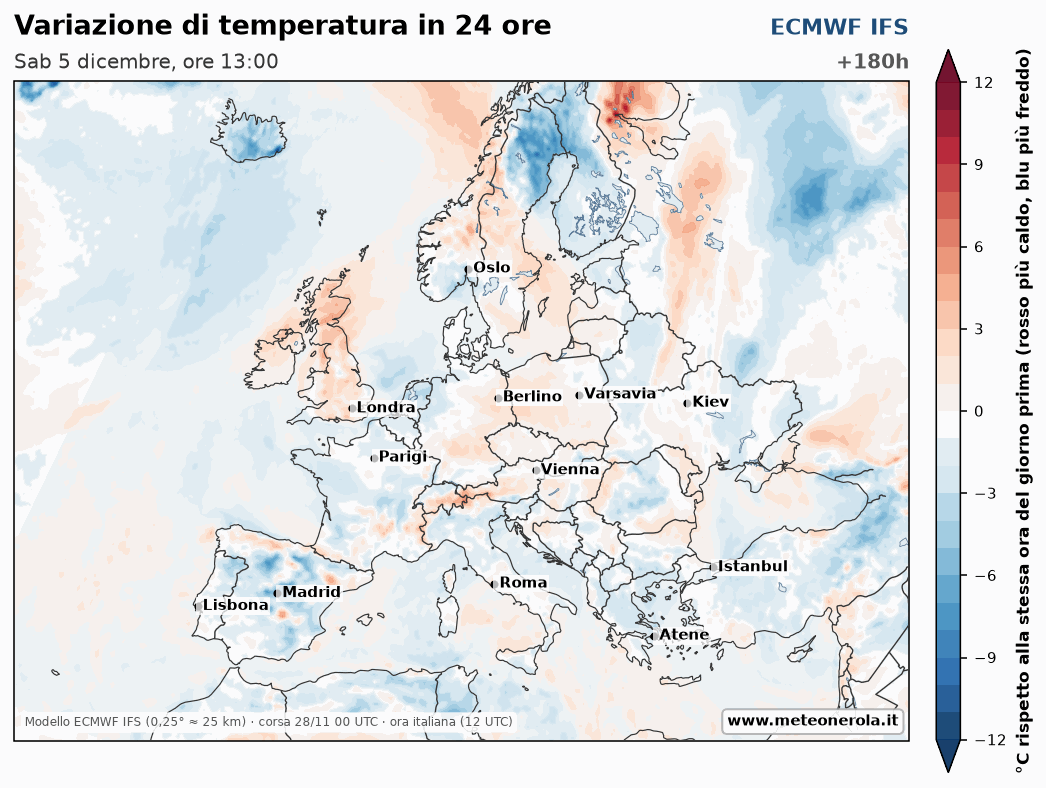 Variazione di temperatura in 24 ore
ECMWF IFS
Sab 5 dicembre, ore 13:00
+180h
Oslo
Londra
Berlino
Varsavia
Kiev
Parigi
Vienna
Istanbul
Roma
Madrid
Lisbona
Atene
Modello ECMWF IFS (0,25° ≈ 25 km) · corsa 28/11 00 UTC · ora italiana (12 UTC)
www.meteonerola.it
12
9
6
3
0
−3
−6
−9
−12
°C rispetto alla stessa ora del giorno prima (rosso più caldo, blu più freddo)